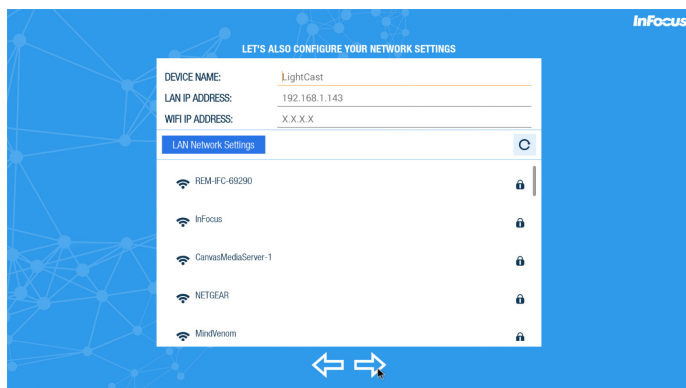 InFocus
LET'S ALSO CONFIGURE YOUR NETWORK SETTINGS
DEVICE NAME: LightCast
LAN IP ADDRESS: 192.168.1.143
WIFI IP ADDRESS: X.X.X.X
LAN Network Settings
REM-IFC-69290
InFocus
CanvasMediaServer-1
NETGEAR
MindVenom